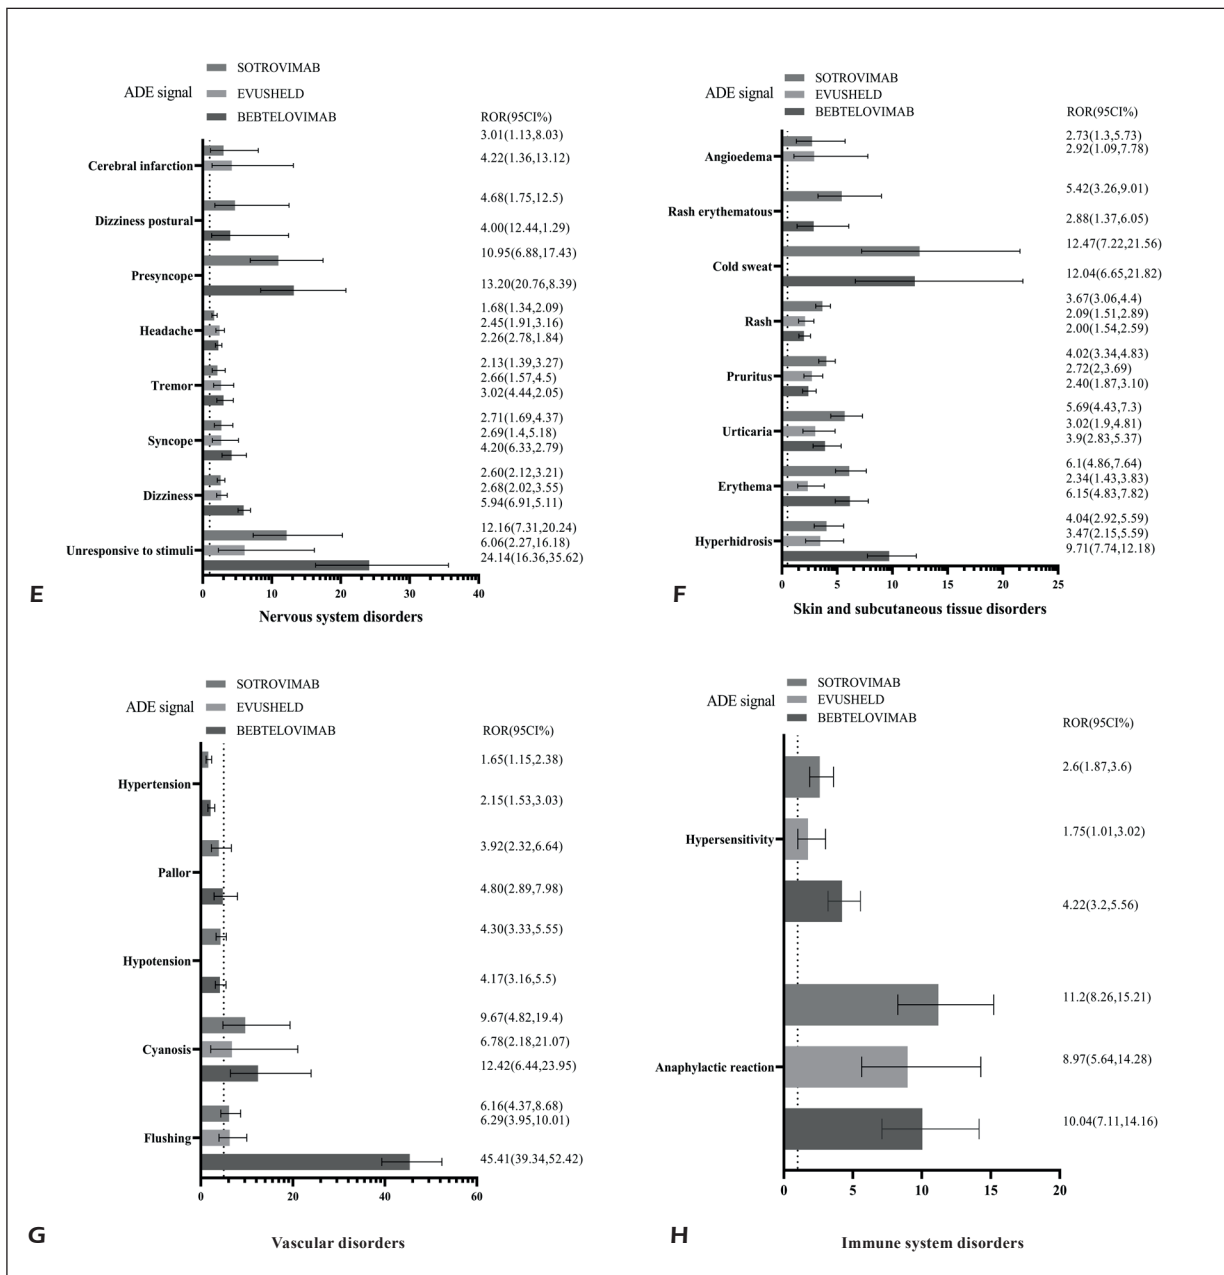 SOTROVIMAB
ADE signal
EVUSHELD
BEBTELOVIMAB
ROR(95CI%)
3.01(1.13,8.03)
Cerebral infarction
4.22(1.36,13.12)
4.68(1.75,12.5)
Dizziness postural
4.00(12.44,1.29)
10.95(6.88,17.43)
Presyncope
13.20(20.76,8.39)
1.68(1.34,2.09)
Headache
2.45(1.91,3.16)
2.26(2.78,1.84)
2.13(1.39,3.27)
Tremor
2.66(1.57,4.5)
3.02(4.44,2.05)
2.71(1.69,4.37)
Syncope
2.69(1.4,5.18)
4.20(6.33,2.79)
2.60(2.12,3.21)
Dizziness
2.68(2.02,3.55)
5.94(6.91,5.11)
12.16(7.31,20.24)
Unresponsive to stimuli
6.06(2.27,16.18)
24.14(16.36,35.62)
0 10 20 30 40
E
Nervous system disorders
SOTROVIMAB
ADE signal
EVUSHELD
BEBTELOVIMAB
ROR(95CI%)
2.73(1.3,5.73)
Angioedema
2.92(1.09,7.78)
5.42(3.26,9.01)
Rash erythematous
2.88(1.37,6.05)
12.47(7.22,21.56)
Cold sweat
12.04(6.65,21.82)
3.67(3.06,4.4)
Rash
2.09(1.51,2.89)
2.00(1.54,2.59)
4.02(3.34,4.83)
Pruritus
2.72(2,3.69)
2.40(1.87,3.10)
5.69(4.43,7.3)
Urticaria
3.02(1.9,4.81)
3.9(2.83,5.37)
6.1(4.86,7.64)
Erythema
2.34(1.43,3.83)
6.15(4.83,7.82)
4.04(2.92,5.59)
Hyperhidrosis
3.47(2.15,5.59)
9.71(7.74,12.18)
0 5 10 15 20 25
F
Skin and subcutaneous tissue disorders
SOTROVIMAB
ADE signal
EVUSHELD
BEBTELOVIMAB
ROR(95CI%)
1.65(1.15,2.38)
Hypertension
2.15(1.53,3.03)
3.92(2.32,6.64)
Pallor
4.80(2.89,7.98)
4.30(3.33,5.55)
Hypotension
4.17(3.16,5.5)
9.67(4.82,19.4)
Cyanosis
6.78(2.18,21.07)
12.42(6.44,23.95)
6.16(4.37,8.68)
6.29(3.95,10.01)
Flushing
45.41(39.34,52.42)
0 20 40 60
G
Vascular disorders
SOTROVIMAB
ADE signal
EVUSHELD
BEBTELOVIMAB
ROR(95CI%)
2.6(1.87,3.6)
Hypersensitivity
1.75(1.01,3.02)
4.22(3.2,5.56)
11.2(8.26,15.21)
Anaphylactic reaction
8.97(5.64,14.28)
10.04(7.11,14.16)
0 5 10 15 20
H
Immune system disorders